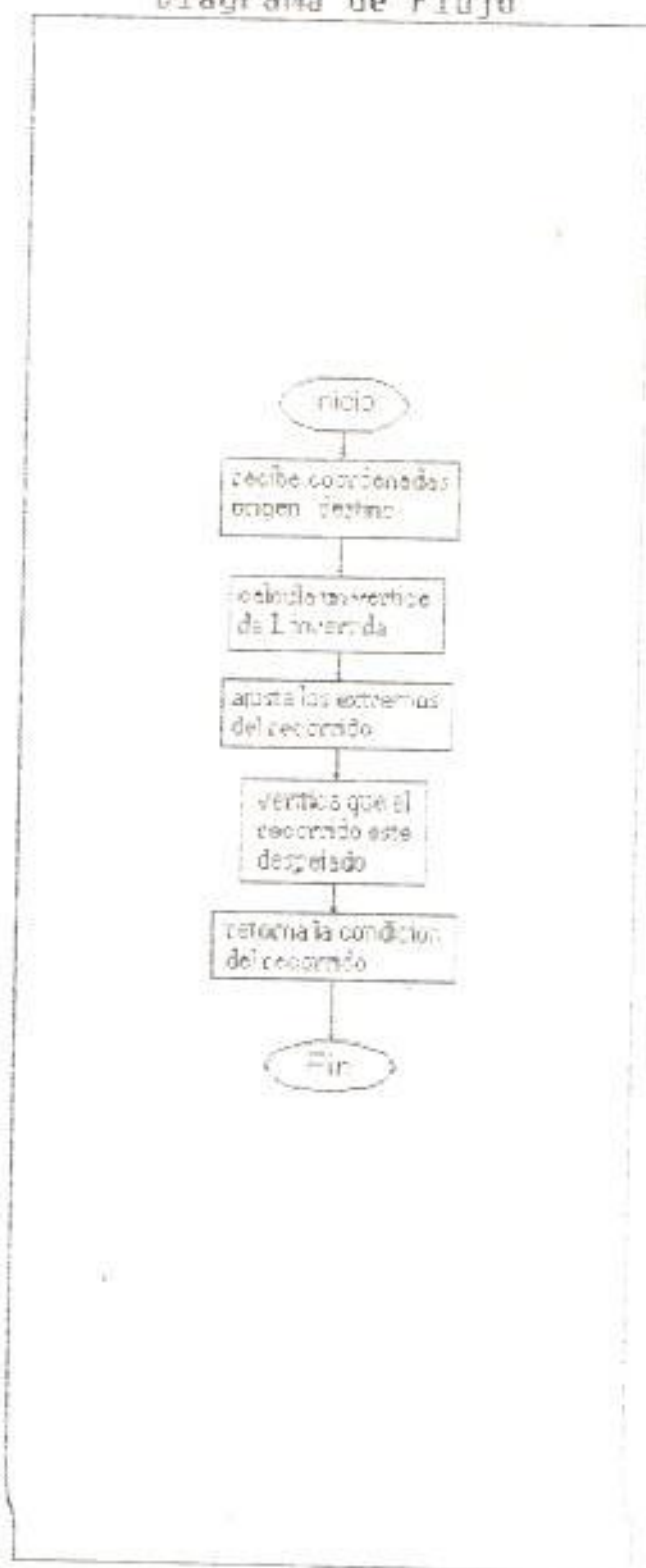 Diagrama de Flujo
Inicio
recibe coordenadas
origen destino
calcula un vertice
de L invertida
ajusta los extremos
del recorrido
verifica que el
recorrido este
despejado
retorna la condicion
del recorrido
Fin